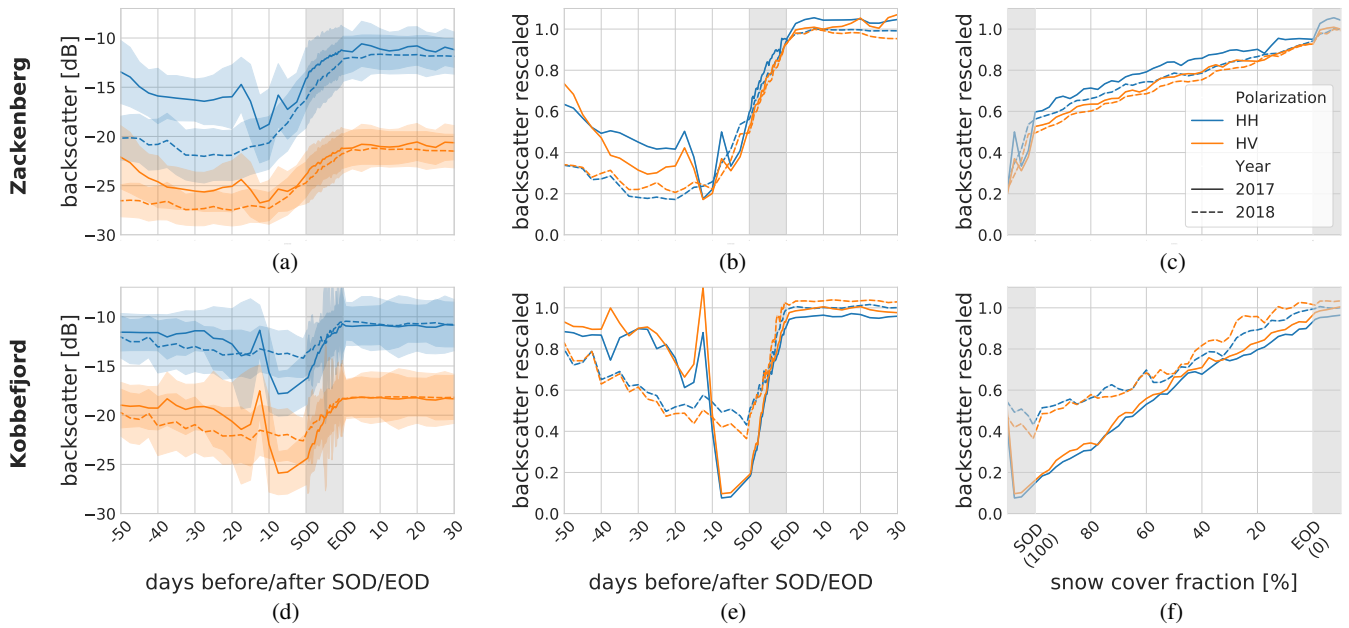 Zackenberg
backscatter [dB]
−10
−15
−20
−25
−30
(a)
backscatter rescaled
1.0
0.8
0.6
0.4
0.2
0.0
(b)
backscatter rescaled
1.0
0.8
0.6
0.4
0.2
0.0
Polarization
HH
HV
Year
2017
2018
(c)
Kobbefjord
backscatter [dB]
−10
−15
−20
−25
−30
-50
-40
-30
-20
-10
SOD
EOD
10
20
30
days before/after SOD/EOD
(d)
backscatter rescaled
1.0
0.8
0.6
0.4
0.2
0.0
-50
-40
-30
-20
-10
SOD
EOD
10
20
30
days before/after SOD/EOD
(e)
backscatter rescaled
1.0
0.8
0.6
0.4
0.2
0.0
SOD
(100)
80
60
40
20
EOD
(0)
snow cover fraction [%]
(f)